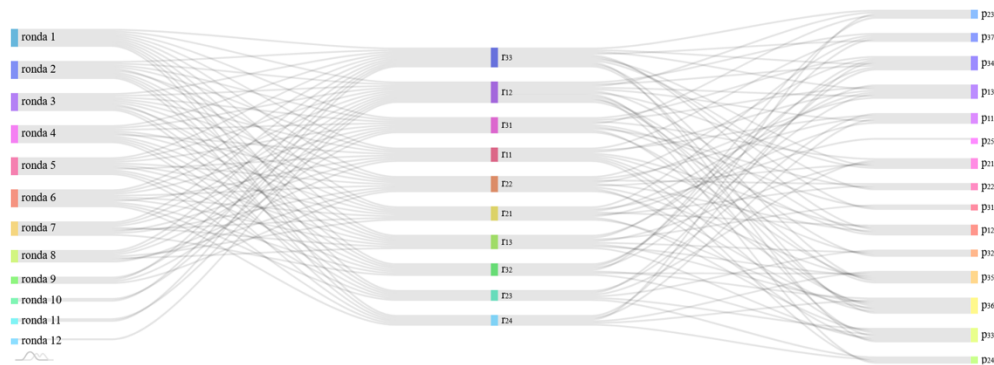 ronda 1
ronda 2
ronda 3
ronda 4
ronda 5
ronda 6
ronda 7
ronda 8
ronda 9
ronda 10
ronda 11
ronda 12
r33
r12
r31
r11
r22
r21
r13
r32
r23
r24
p23
p37
p34
p13
p11
p25
p21
p22
p31
p12
p32
p35
p36
p33
p24